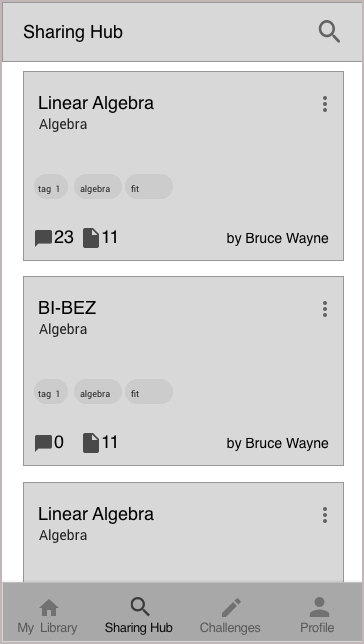 Sharing Hub
Linear Algebra
Algebra
tag 1 algebra fit
23 11 by Bruce Wayne
BI-BEZ
Algebra
tag 1 algebra fit
0 11 by Bruce Wayne
Linear Algebra
Algebra
My Library Sharing Hub Challenges Profile